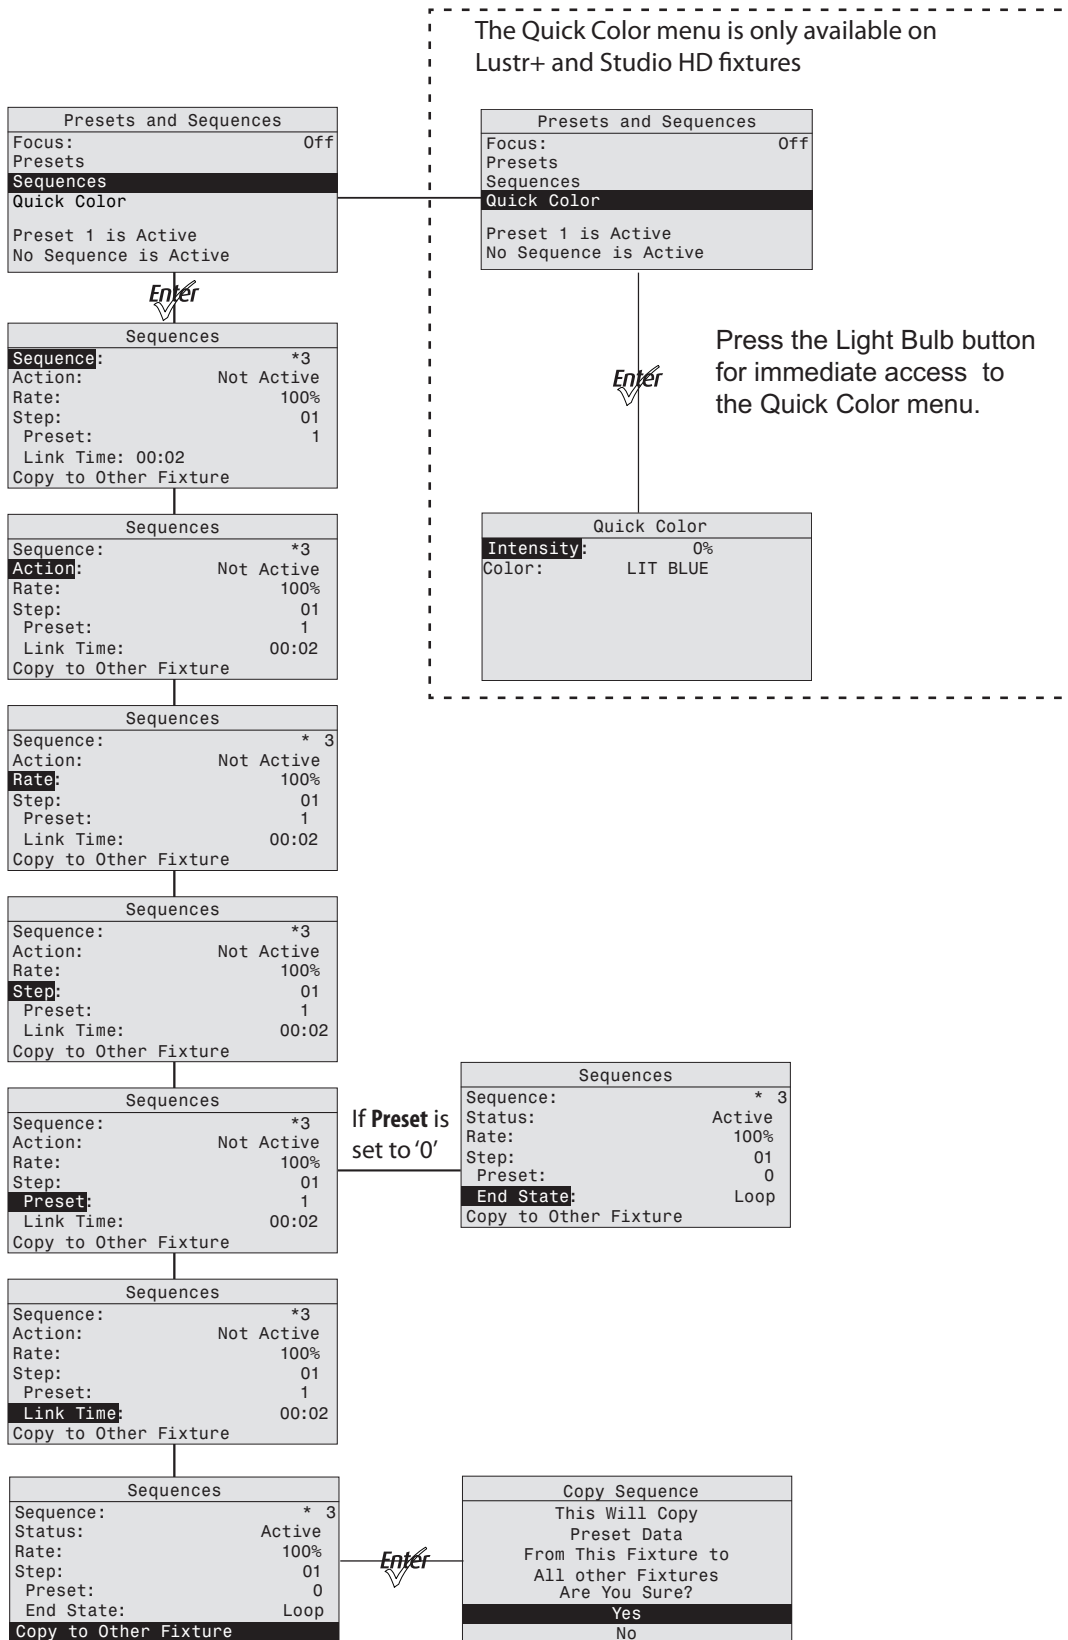 The Quick Color menu is only available on
Lustr+ and Studio HD fixtures
Presets and Sequences
Focus: Off
Presets
Sequences
Quick Color
Preset 1 is Active
No Sequence is Active
Presets and Sequences
Focus: Off
Presets
Sequences
Quick Color
Preset 1 is Active
No Sequence is Active
Enter
Enter
Press the Light Bulb button
for immediate access to
the Quick Color menu.
Quick Color
Intensity: 0%
Color: LIT BLUE
Sequences
Sequence: *3
Action: Not Active
Rate: 100%
Step: 01
Preset: 1
Link Time: 00:02
Copy to Other Fixture
Sequences
Sequence: *3
Action: Not Active
Rate: 100%
Step: 01
Preset: 1
Link Time: 00:02
Copy to Other Fixture
Sequences
Sequence: * 3
Action: Not Active
Rate: 100%
Step: 01
Preset: 1
Link Time: 00:02
Copy to Other Fixture
Sequences
Sequence: *3
Action: Not Active
Rate: 100%
Step: 01
Preset: 1
Link Time: 00:02
Copy to Other Fixture
Sequences
Sequence: *3
Action: Not Active
Rate: 100%
Step: 01
Preset: 1
Link Time: 00:02
Copy to Other Fixture
If Preset is
set to '0'
Sequences
Sequence: * 3
Status: Active
Rate: 100%
Step: 01
Preset: 0
End State: Loop
Copy to Other Fixture
Sequences
Sequence: *3
Action: Not Active
Rate: 100%
Step: 01
Preset: 1
Link Time: 00:02
Copy to Other Fixture
Sequences
Sequence: * 3
Status: Active
Rate: 100%
Step: 01
Preset: 0
End State: Loop
Copy to Other Fixture
Enter
Copy Sequence
This Will Copy
Preset Data
From This Fixture to
All other Fixtures
Are You Sure?
Yes
No